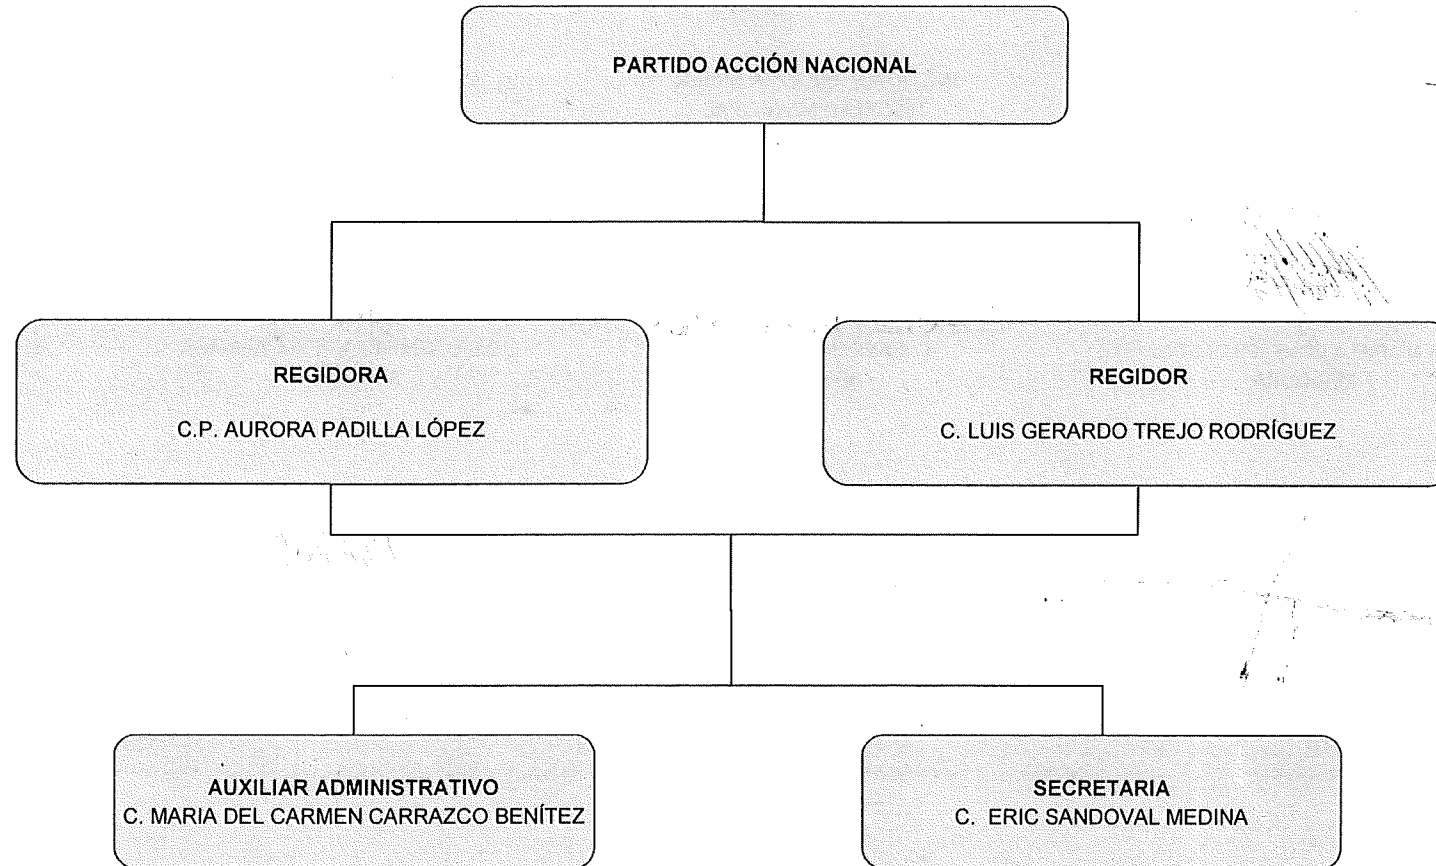 PARTIDO ACCIÓN NACIONAL
REGIDORA
C.P. AURORA PADILLA LÓPEZ
REGIDOR
C. LUIS GERARDO TREJO RODRÍGUEZ
AUXILIAR ADMINISTRATIVO
C. MARIA DEL CARMEN CARRAZCO BENÍTEZ
SECRETARIA
C. ERIC SANDOVAL MEDINA